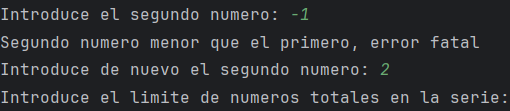 Introduce el segundo numero: -1
Segundo numero menor que el primero, error fatal
Introduce de nuevo el segundo numero: 2
Introduce el limite de numeros totales en la serie: